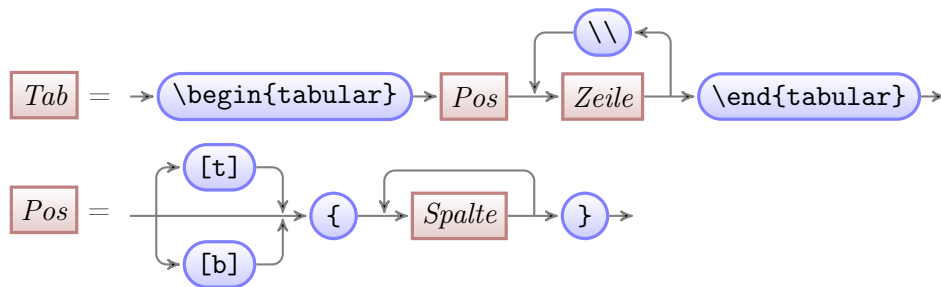 \\
Tab = \begin{tabular} Pos Zeile \end{tabular}
[t]
Pos = { Spalte }
[b]